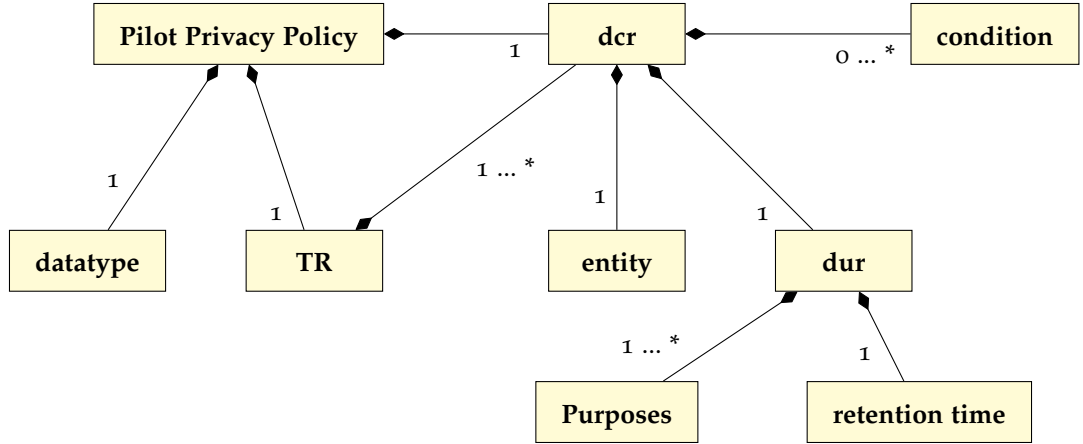 Pilot Privacy Policy
1
dcr
0 ... *
condition
1
1
1 ... *
1
1
datatype
TR
entity
dur
1 ... *
1
Purposes
retention time